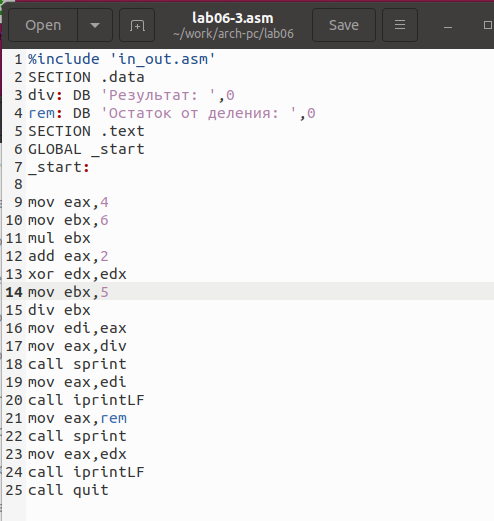 Open
lab06-3.asm
~/work/arch-pc/lab06
Save
1 %include 'in_out.asm'
2 SECTION .data
3 div: DB 'Результат: ',0
4 rem: DB 'Остаток от деления: ',0
5 SECTION .text
6 GLOBAL _start
7 _start:
8
9 mov eax,4
10 mov ebx,6
11 mul ebx
12 add eax,2
13 xor edx,edx
14 mov ebx,5
15 div ebx
16 mov edi,eax
17 mov eax,div
18 call sprint
19 mov eax,edi
20 call iprintLF
21 mov eax,rem
22 call sprint
23 mov eax,edx
24 call iprintLF
25 call quit